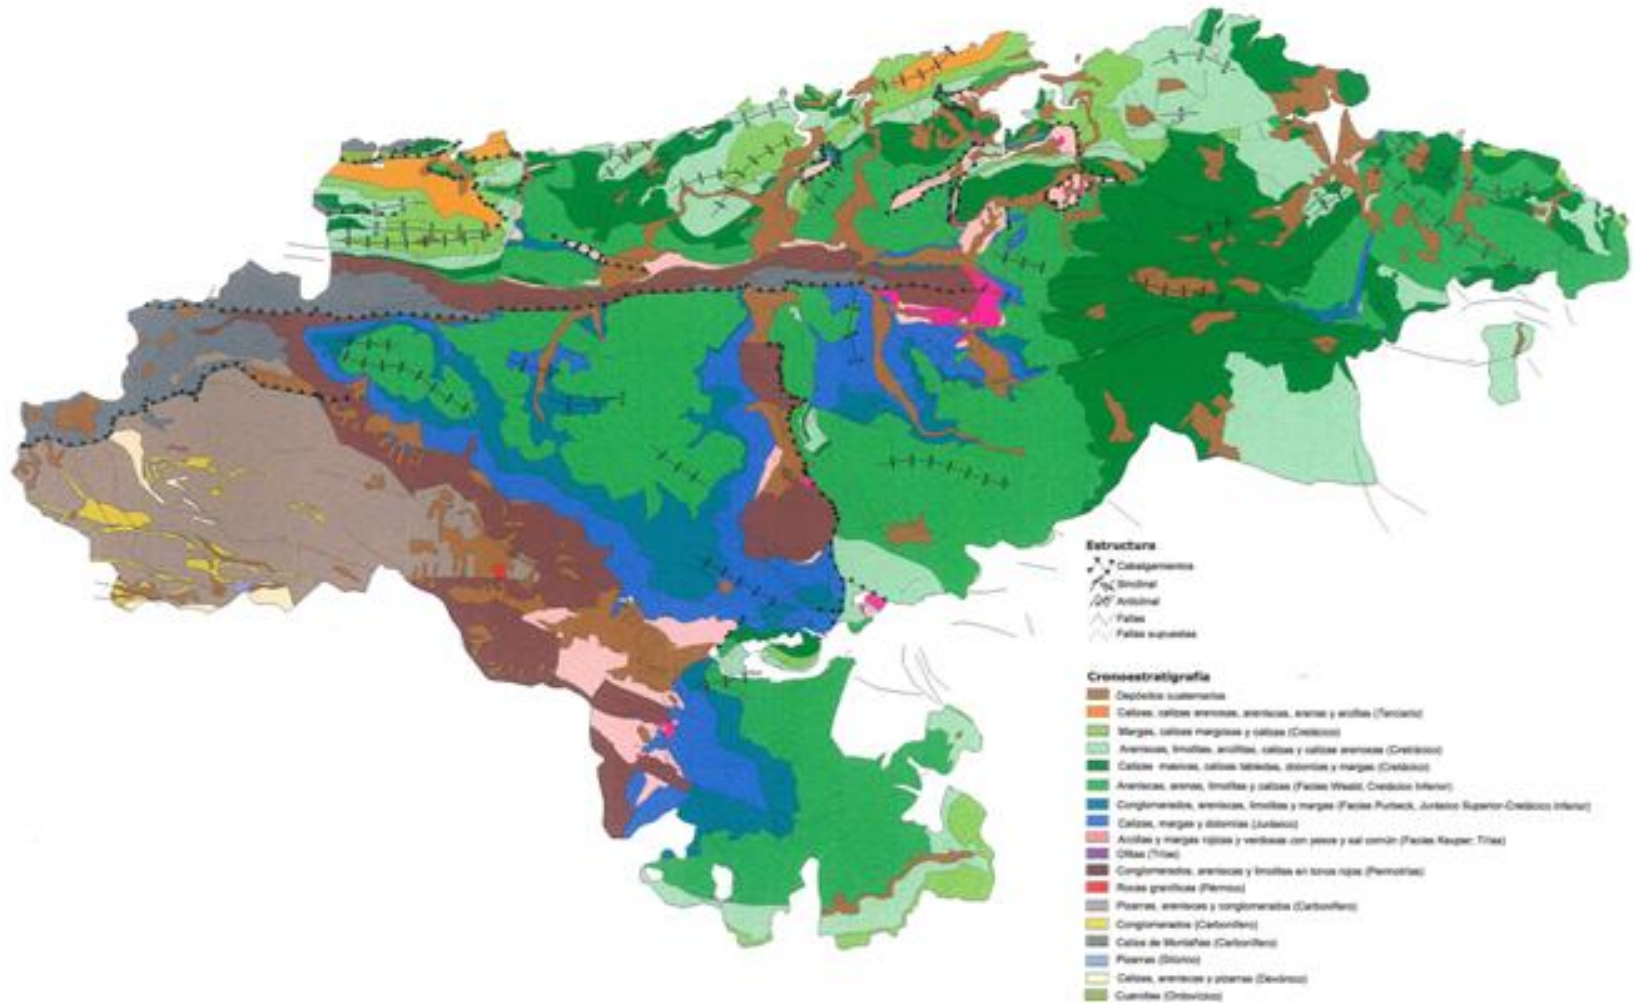 Estructura
Cabalgamientos
Sinclinal
Anticlinal
Fallas
Fallas supuestas
Cronoestratigrafía
Depósitos cuaternarios
Calizas, calizas arenosas, areniscas, arenas y arcillas (Terciario)
Margas, calizas margosas y calizas (Cretácico)
Areniscas, limolitas, arcillitas, calizas y calizas arenosas (Cretácico)
Calizas masivas, calizas tableadas, dolomías y margas (Cretácico)
Areniscas, arenas, limolitas y calizas (Facies Weald, Cretácico Inferior)
Conglomerados, areniscas, limolitas y margas (Facies Purbeck, Jurásico Superior-Cretácico Inferior)
Calizas, margas y dolomías (Jurásico)
Arcillas y margas rojizas y verdosas con yesos y sal común (Facies Keuper: Trías)
Ofitas (Trías)
Conglomerados, areniscas y limolitas en tonos rojos (Permotrías)
Rocas graníticas (Pérmico)
Pizarras, areniscas y conglomerados (Carbonífero)
Conglomerados (Carbonífero)
Caliza de Montañas (Carbonífero)
Pizarras (Silúrico)
Calizas, areniscas y pizarras (Devónico)
Cuarcitas (Ordovícico)